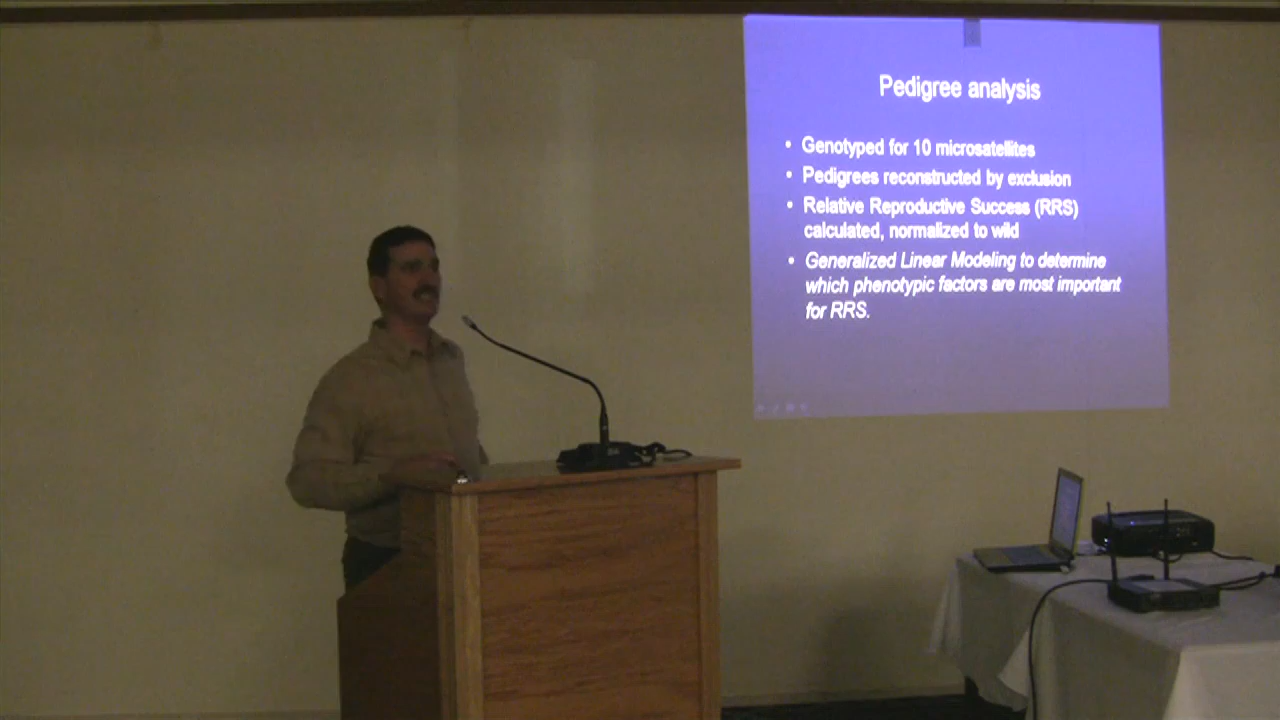 Pedigree analysis
• Genotyped for 10 microsatellites
• Pedigrees reconstructed by exclusion
• Relative Reproductive Success (RRS)
calculated, normalized to wild
• Generalized Linear Modeling to determine
which phenotypic factors are most important
for RRS.